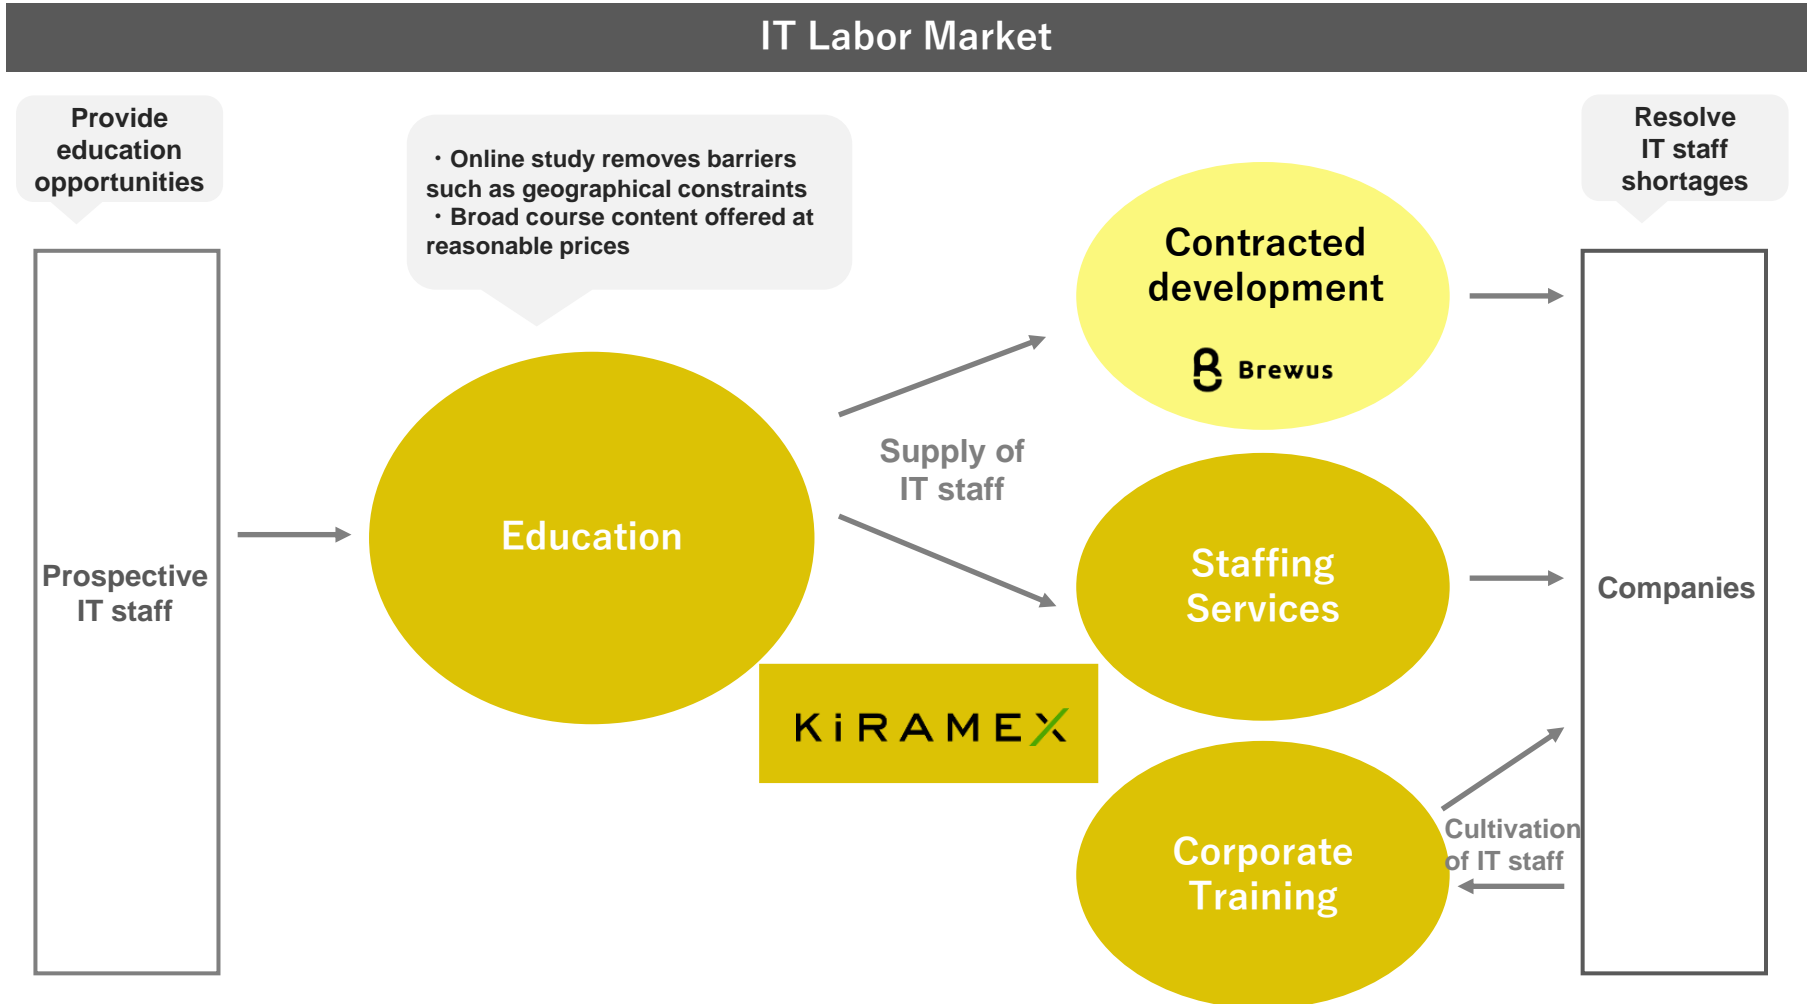 IT Labor Market
Provide
education
opportunities
・Online study removes barriers
such as geographical constraints
・Broad course content offered at
reasonable prices
Resolve
IT staff
shortages
Contracted
development
Brewus
Supply of
IT staff
Education
Prospective
IT staff
Staffing
Services
Companies
KiRAMEX
Cultivation
of IT staff
Corporate
Training